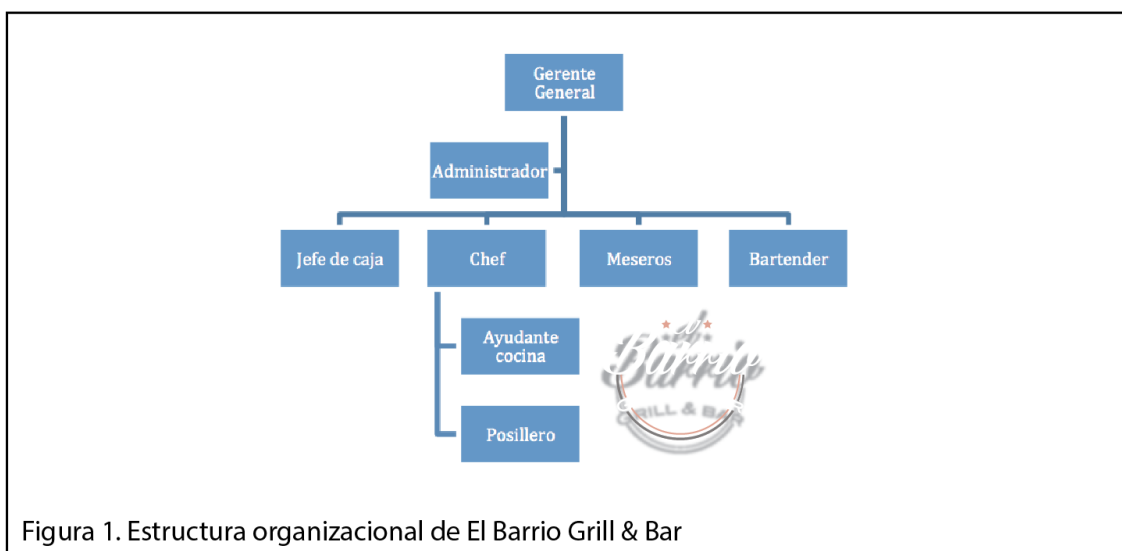 Gerente
General
Administrador
Jefe de caja
Chef
Meseros
Bartender
Ayudante
cocina
Posillero
el
Barrio
GRILL & BAR
Figura 1. Estructura organizacional de El Barrio Grill & Bar